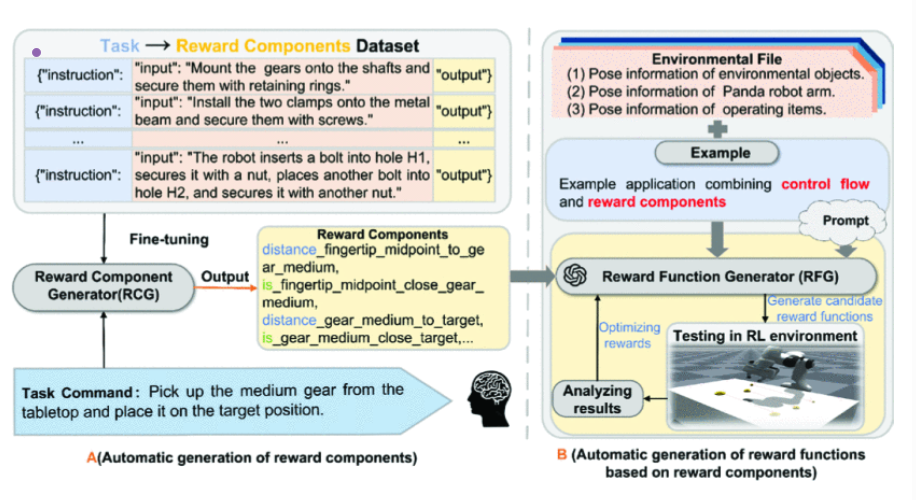 Task → Reward Components Dataset
{"instruction":
"input": "Mount the gears onto the shafts and
secure them with retaining rings."
"output"}
{"instruction":
"input": "Install the two clamps onto the metal
beam and secure them with screws."
"output"}
...
...
...
{"instruction":
"input": "The robot inserts a bolt into hole H1,
secures it with a nut, places another bolt into
hole H2, and secures it with another nut."
"output"}
Fine-tuning
Reward Component
Generator(RCG)
Output
Reward Components
distance_fingertip_midpoint_to_ge
ar_medium,
is_fingertip_midpoint_close_gear_
medium,
distance_gear_medium_to_target,
is_gear_medium_close_target,...
Task Command: Pick up the medium gear from the
tabletop and place it on the target position.
A(Automatic generation of reward components)
Environmental File
(1) Pose information of environmental objects.
(2) Pose information of Panda robot arm.
(3) Pose information of operating items.
Example
Example application combining control flow
and reward components
Prompt
Reward Function Generator (RFG)
Generate candidate
reward functions
Optimizing
rewards
Testing in RL environment
Analyzing
results
B (Automatic generation of reward functions
based on reward components)